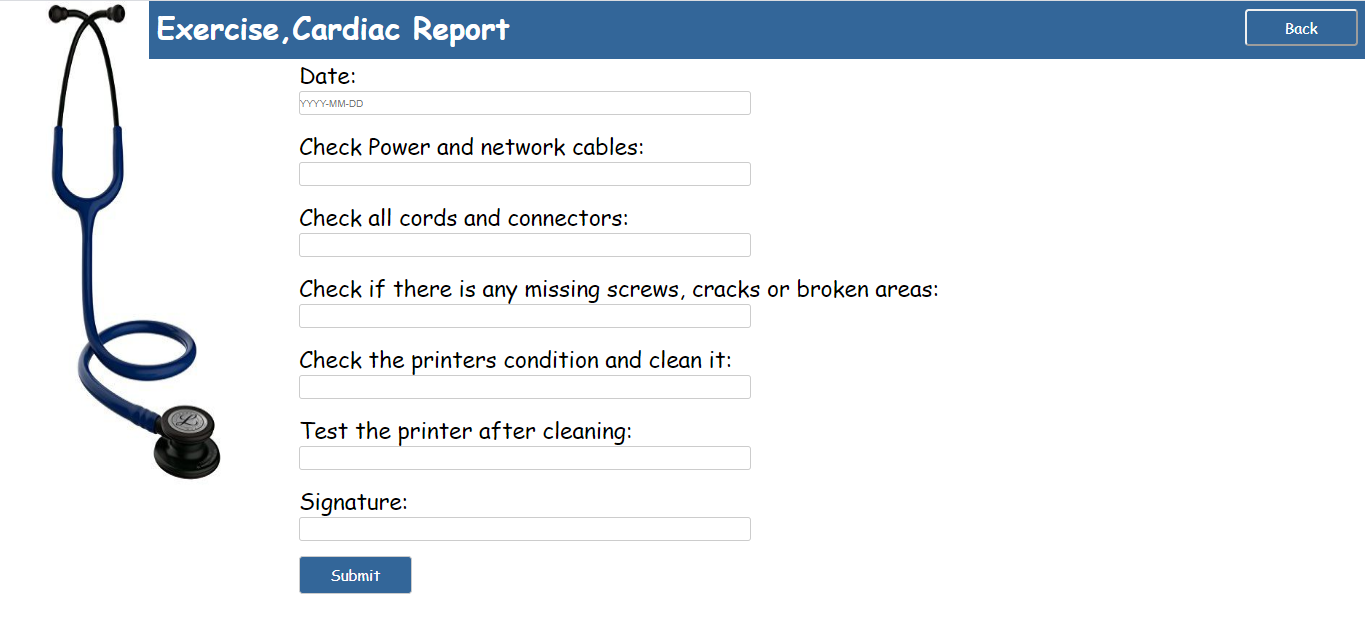 Exercise,Cardiac Report
Back
Date:
YYYY-MM-DD
Check Power and network cables:
Check all cords and connectors:
Check if there is any missing screws, cracks or broken areas:
Check the printers condition and clean it:
Test the printer after cleaning:
Signature:
Submit